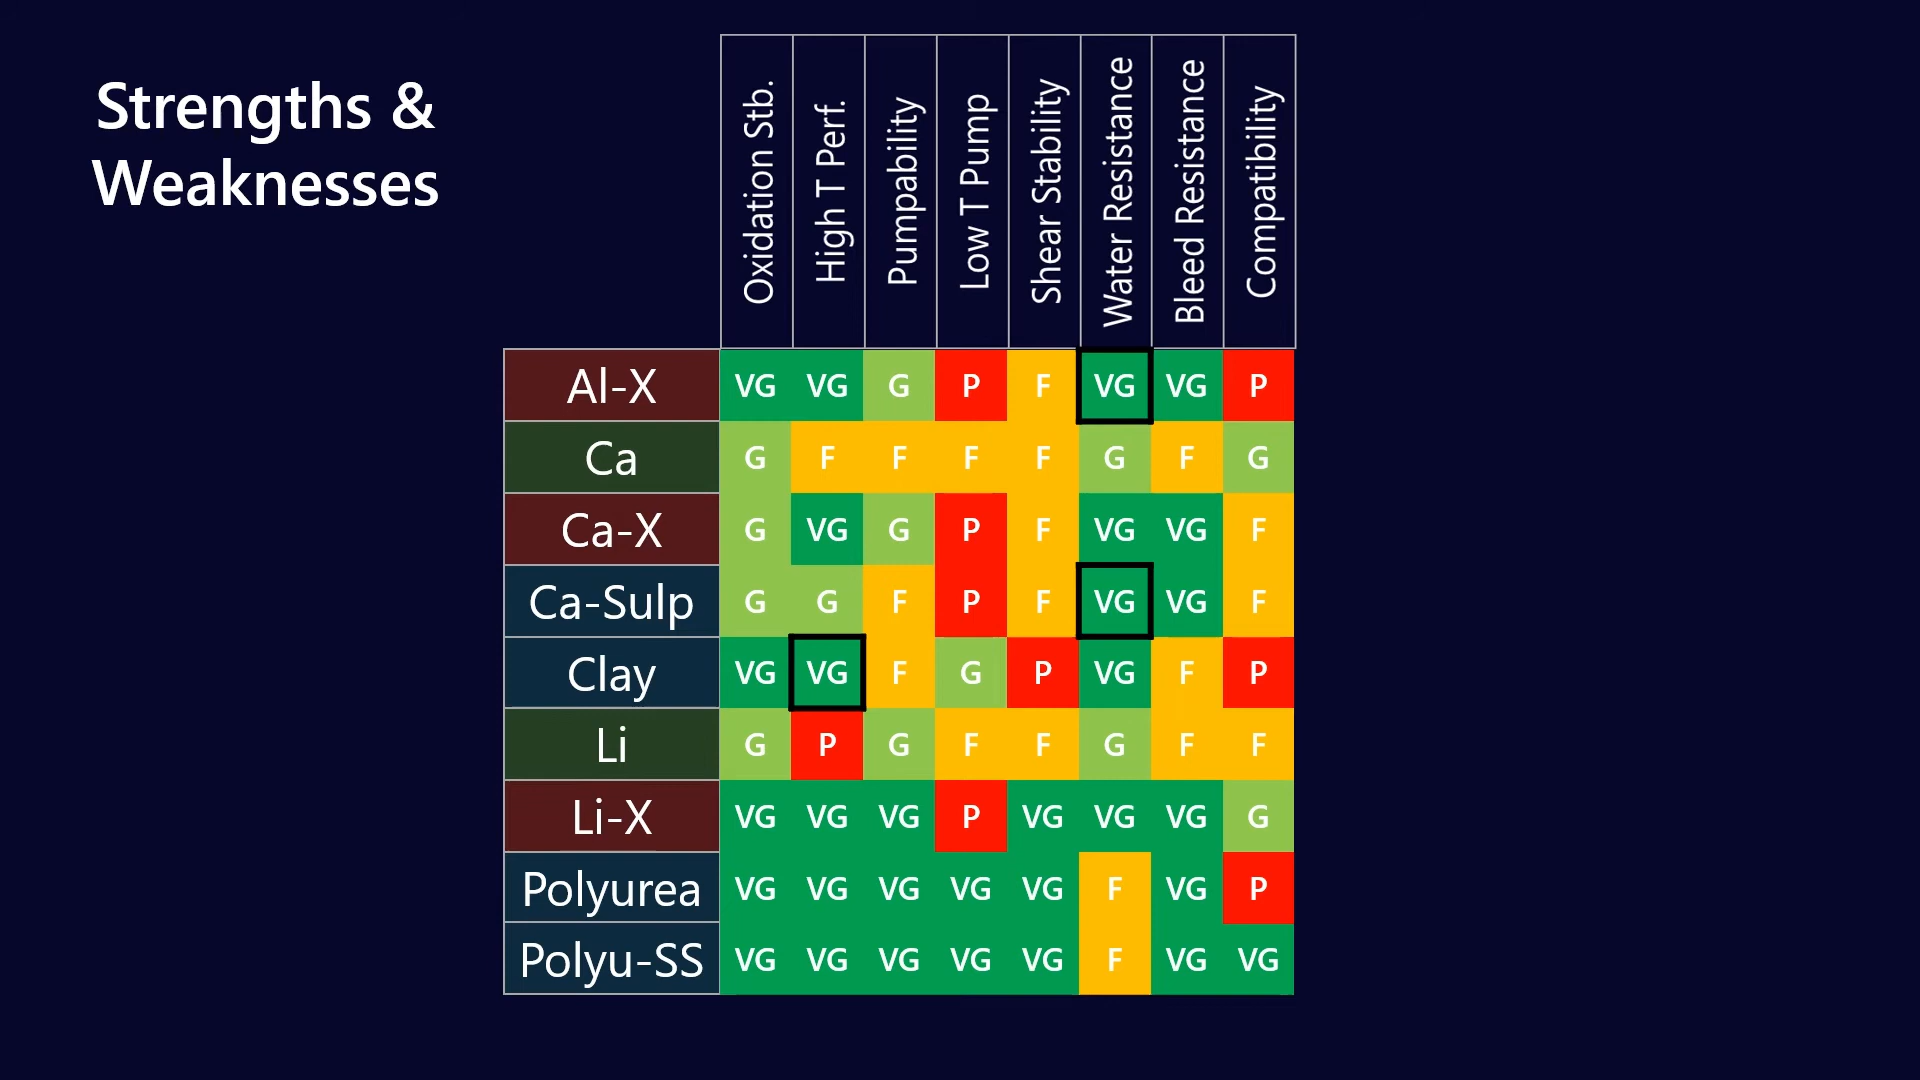 Strengths &
Weaknesses
Oxidation Stb.
High T Perf.
Pumpability
Low T Pump
Shear Stability
Water Resistance
Bleed Resistance
Compatibility
Al-X VG VG G P F VG VG P
Ca G F F F F G F G
Ca-X G VG G P F VG VG F
Ca-Sulp G G F P F VG VG F
Clay VG VG F G P VG F P
Li G P G F F G F F
Li-X VG VG VG P VG VG VG G
Polyurea VG VG VG VG VG F VG P
Polyu-SS VG VG VG VG VG F VG VG